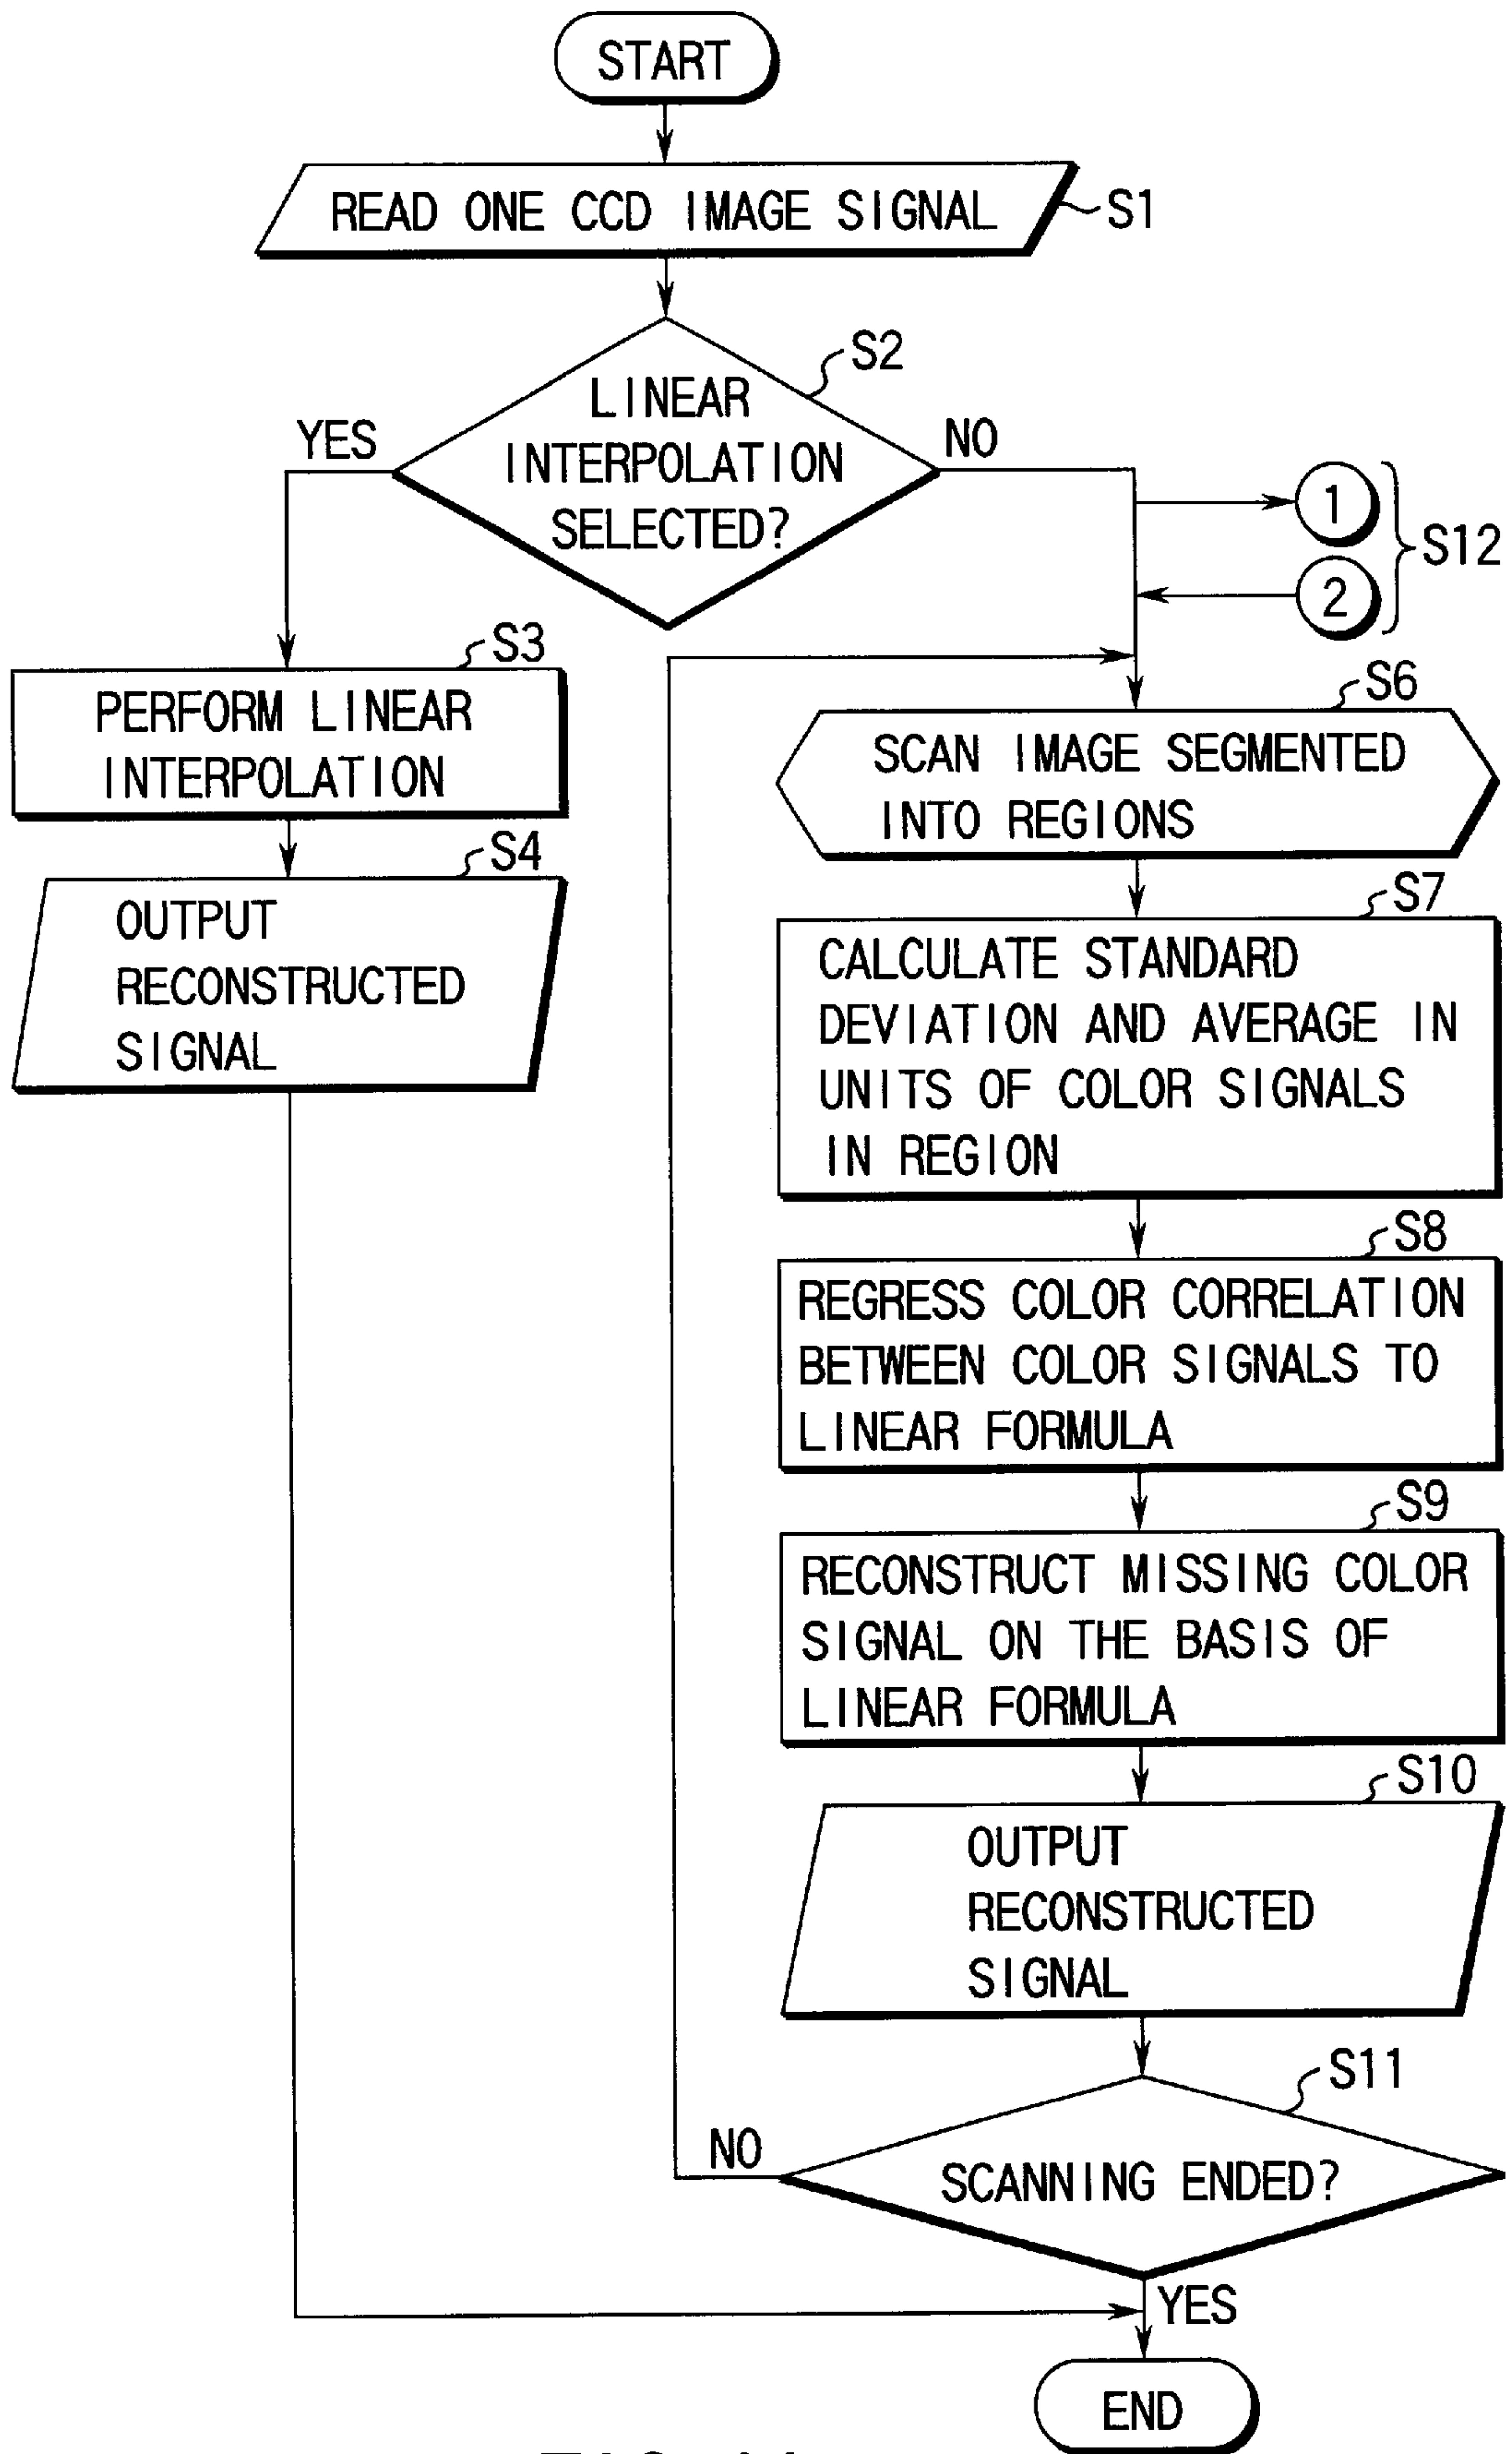 START
READ ONE CCD IMAGE SIGNAL
S1
S2
LINEAR
INTERPOLATION
SELECTED?
YES
NO
1
2
S12
S3
PERFORM LINEAR
INTERPOLATION
S4
OUTPUT
RECONSTRUCTED
SIGNAL
S6
SCAN IMAGE SEGMENTED
INTO REGIONS
S7
CALCULATE STANDARD
DEVIATION AND AVERAGE IN
UNITS OF COLOR SIGNALS
IN REGION
S8
REGRESS COLOR CORRELATION
BETWEEN COLOR SIGNALS TO
LINEAR FORMULA
S9
RECONSTRUCT MISSING COLOR
SIGNAL ON THE BASIS OF
LINEAR FORMULA
S10
OUTPUT
RECONSTRUCTED
SIGNAL
S11
NO
SCANNING ENDED?
YES
END